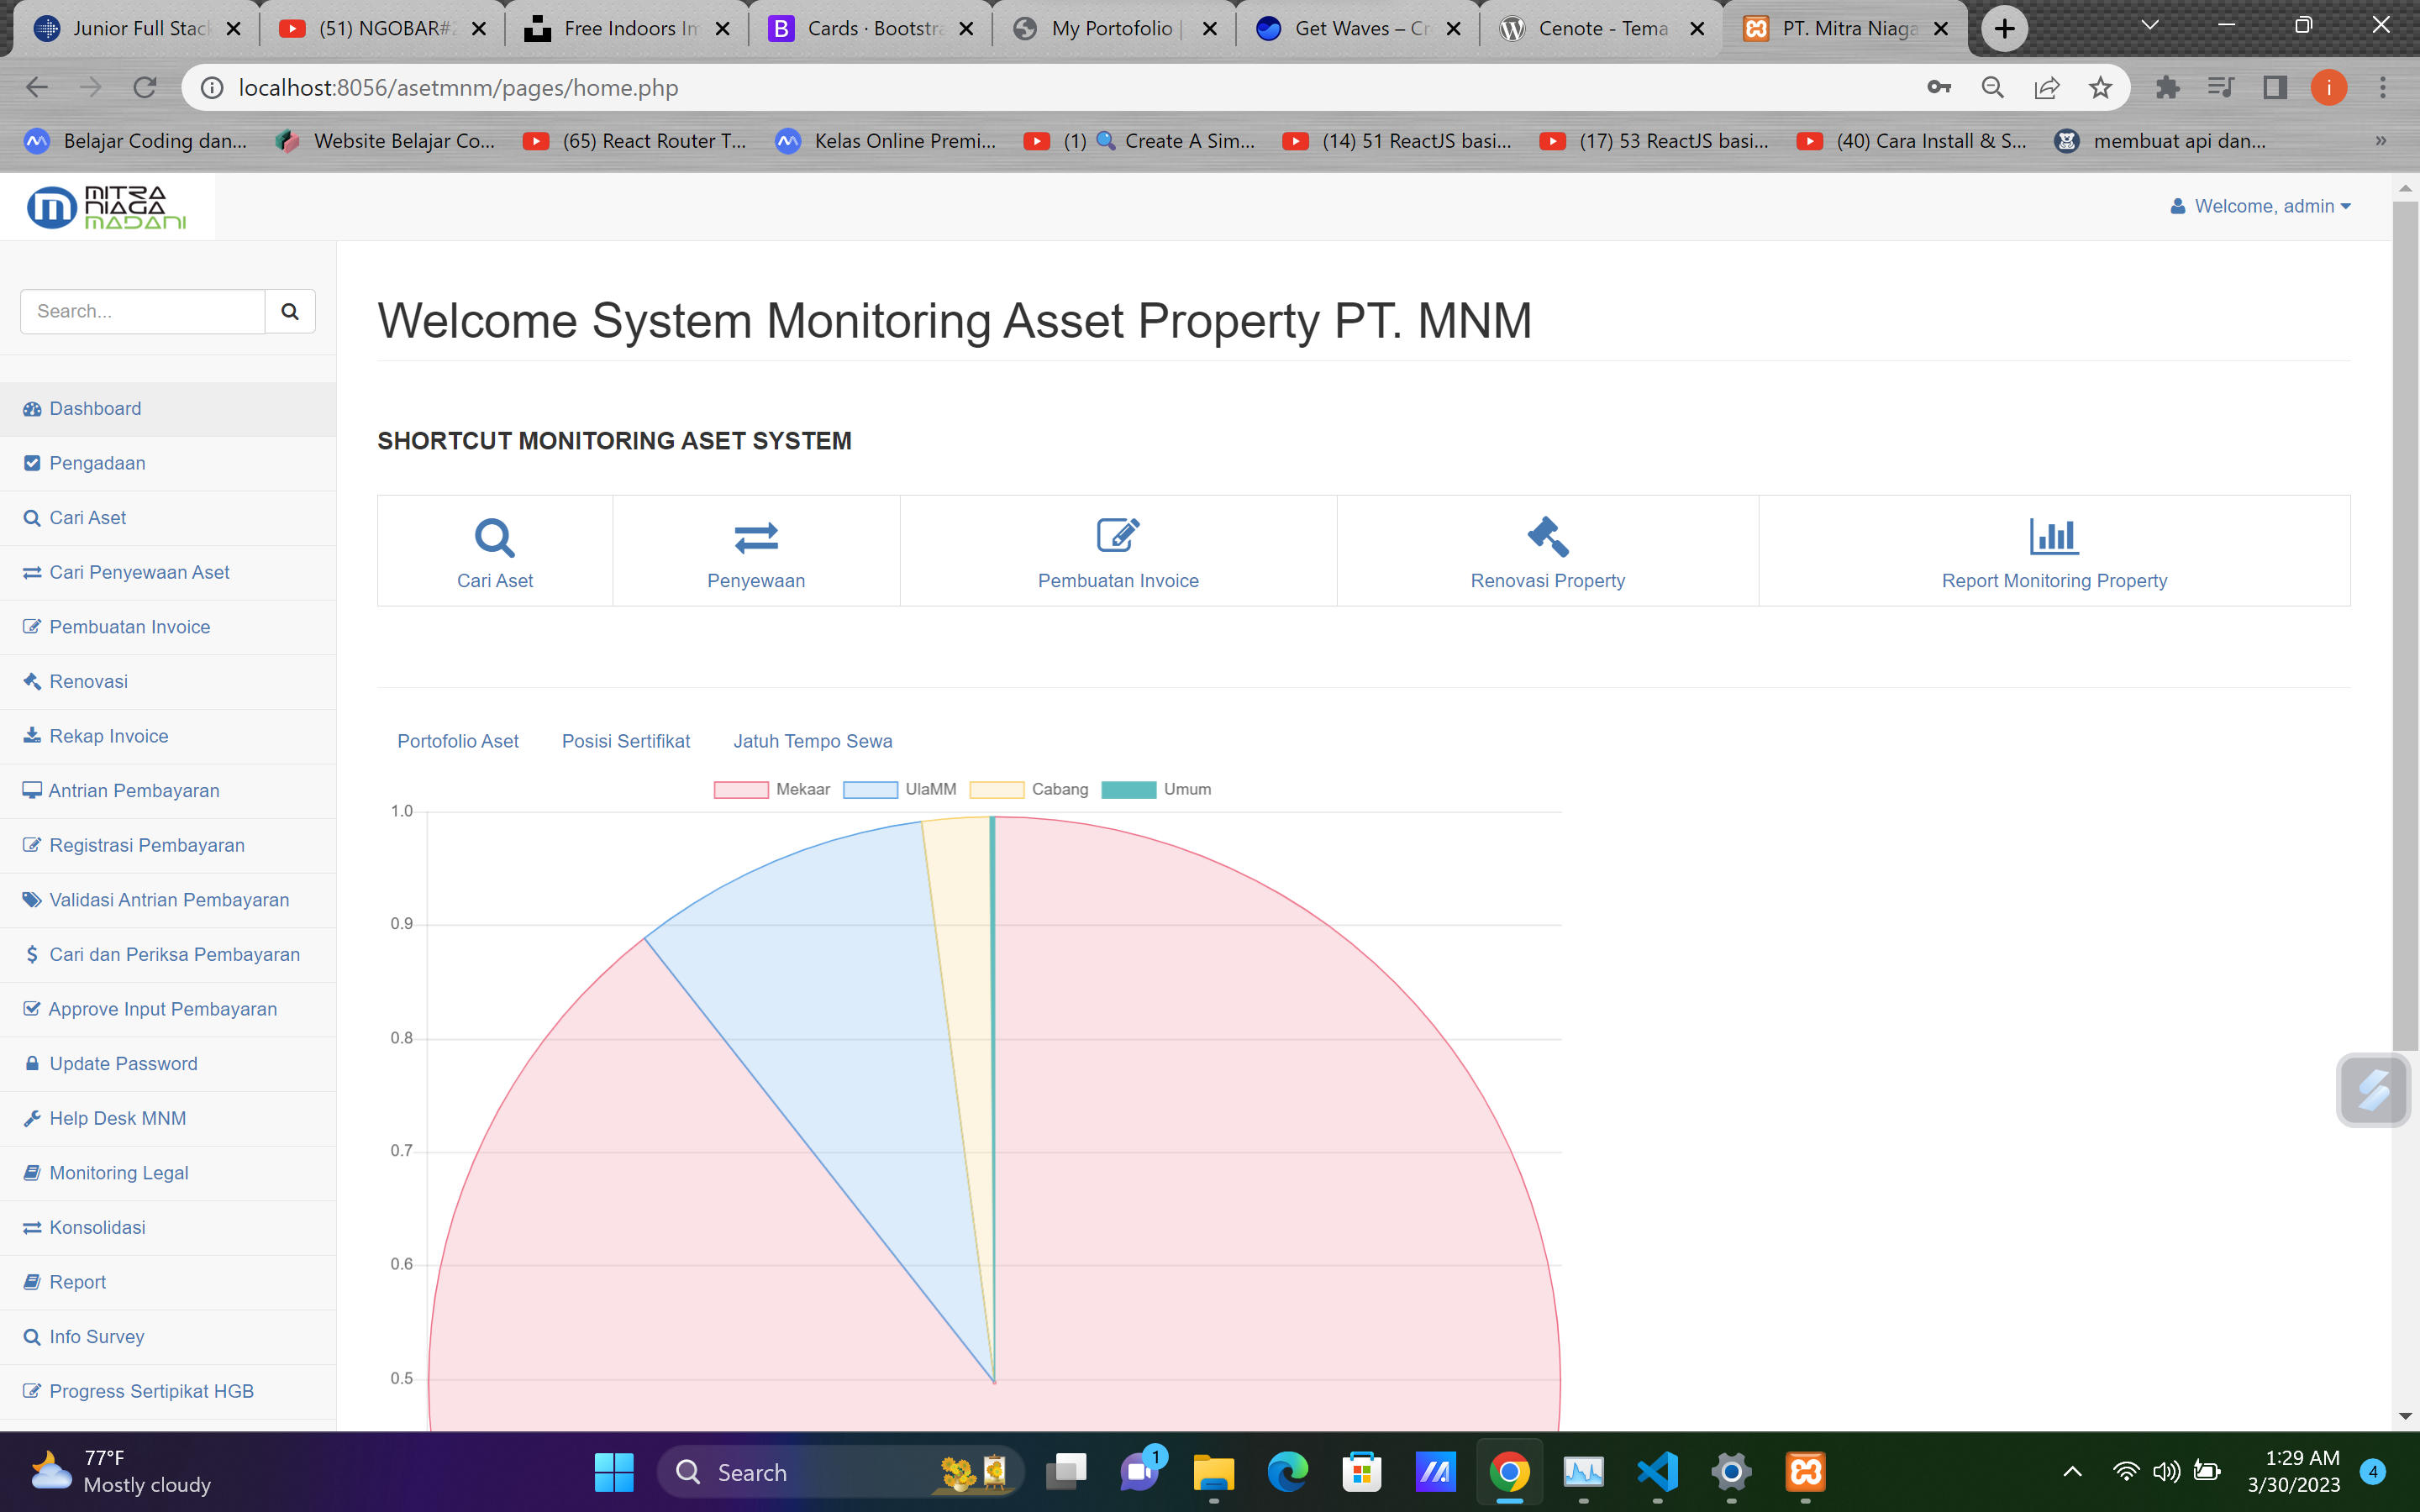 Junior Full Stac
(51) NGOBAR#
Free Indoors Im
Cards · Bootstra
My Portofolio |
Get Waves – Cr
Cenote - Tema
PT. Mitra Niaga
localhost:8056/asetmnm/pages/home.php
i
Belajar Coding dan...
Website Belajar Co...
(65) React Router T...
Kelas Online Premi...
(1) 🔍 Create A Sim...
(14) 51 ReactJS basi...
(17) 53 ReactJS basi...
(40) Cara Install & S...
membuat api dan...
»
MITRA
NIAGA
MADANI
Welcome, admin
Search...
Dashboard
Pengadaan
Cari Aset
Cari Penyewaan Aset
Pembuatan Invoice
Renovasi
Rekap Invoice
Antrian Pembayaran
Registrasi Pembayaran
Validasi Antrian Pembayaran
Cari dan Periksa Pembayaran
Approve Input Pembayaran
Update Password
Help Desk MNM
Monitoring Legal
Konsolidasi
Report
Info Survey
Progress Sertipikat HGB
Welcome System Monitoring Asset Property PT. MNM
SHORTCUT MONITORING ASET SYSTEM
Cari Aset
Penyewaan
Pembuatan Invoice
Renovasi Property
Report Monitoring Property
Portofolio Aset
Posisi Sertifikat
Jatuh Tempo Sewa
Mekaar
UlaMM
Cabang
Umum
1.0
0.9
0.8
0.7
0.6
0.5
77°F
Mostly cloudy
Search
1
1:29 AM
3/30/2023
4